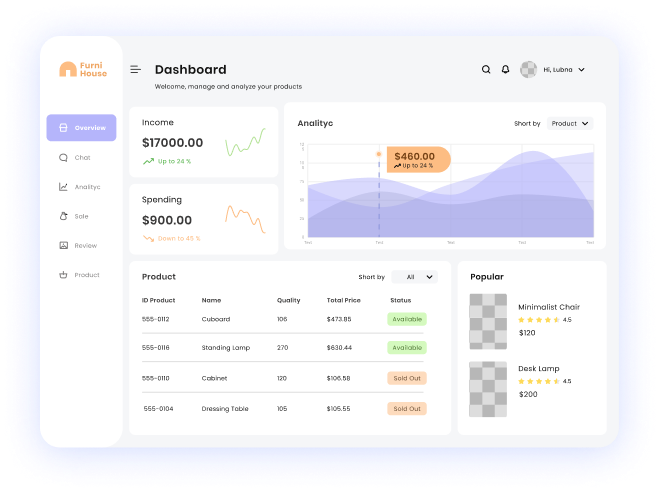 Furni
House
Dashboard
Hi, Lubna
Welcome, manage and analyze your products
Overview
Chat
Analityc
Sale
Review
Product
Income
$17000.00
Up to 24 %
Spending
$900.00
Down to 45 %
Analityc
Short by
Product
$460.00
Up to 24 %
Product
Short by
All
ID Product Name Quality Total Price Status
555-0112 Cuboard 106 $473.85 Available
555-0116 Standing Lamp 270 $630.44 Available
555-0110 Cabinet 120 $106.58 Sold Out
555-0104 Dressing Table 105 $105.55 Sold Out
Popular
Minimalist Chair
4.5
$120
Desk Lamp
4.5
$200